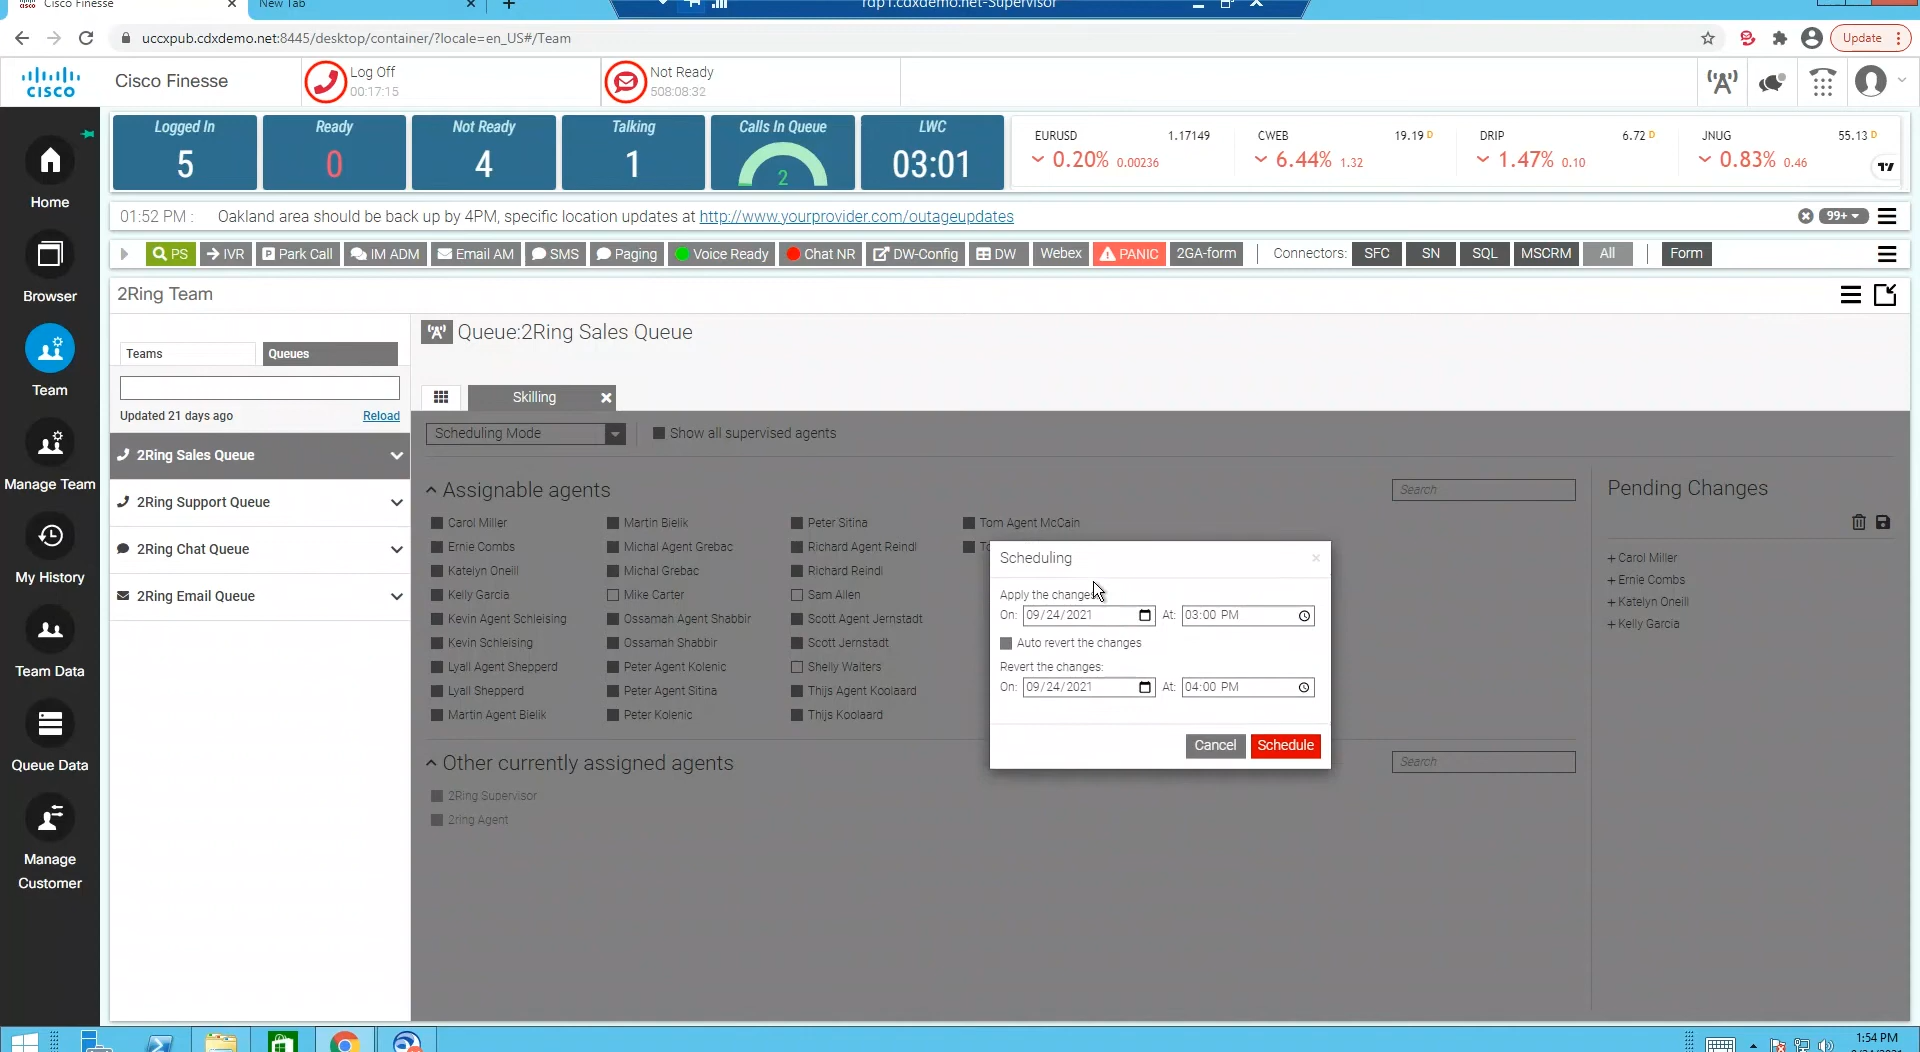 Cisco Finesse
New Tab
rdp1.cdxdemo.net-Supervisor
uccxpub.cdxdemo.net:8445/desktop/container/?locale=en_US#/Team
Update
cisco
Cisco Finesse
Log Off
00:17:15
Not Ready
508:08:32
Logged In
5
Ready
0
Not Ready
4
Talking
1
Calls In Queue
2
LWC
03:01
EURUSD 1.17149
0.20% 0.00236
CWEB 19.19 D
6.44% 1.32
DRIP 6.72 D
1.47% 0.10
JNUG 55.13 D
0.83% 0.46
01:52 PM : Oakland area should be back up by 4PM, specific location updates at http://www.yourprovider.com/outageupdates
99+
PS IVR Park Call IM ADM Email AM SMS Paging Voice Ready Chat NR DW-Config DW Webex PANIC 2GA-form Connectors: SFC SN SQL MSCRM All Form
Home
Browser
Team
Manage Team
My History
Team Data
Queue Data
Manage
Customer
2Ring Team
Teams
Queues
Updated 21 days ago
Reload
2Ring Sales Queue
2Ring Support Queue
2Ring Chat Queue
2Ring Email Queue
Queue:2Ring Sales Queue
Skilling
Scheduling Mode
Show all supervised agents
Assignable agents
Search
Carol Miller
Ernie Combs
Katelyn Oneill
Kelly Garcia
Kevin Agent Schleising
Kevin Schleising
Lyall Agent Shepperd
Lyall Shepperd
Martin Agent Bielik
Martin Bielik
Michal Agent Grebac
Michal Grebac
Mike Carter
Ossamah Agent Shabbir
Ossamah Shabbir
Peter Agent Kolenic
Peter Agent Sitina
Peter Kolenic
Peter Sitina
Richard Agent Reindl
Richard Reindl
Sam Allen
Scott Agent Jernstadt
Scott Jernstadt
Shelly Walters
Thijs Agent Koolaard
Thijs Koolaard
Tom Agent McCain
Other currently assigned agents
Search
2Ring Supervisor
2ring Agent
Scheduling
Apply the changes
On: 09/24/2021 At: 03:00 PM
Auto revert the changes
Revert the changes:
On: 09/24/2021 At: 04:00 PM
Cancel
Schedule
Pending Changes
+ Carol Miller
+ Ernie Combs
+ Katelyn Oneill
+ Kelly Garcia
1:54 PM